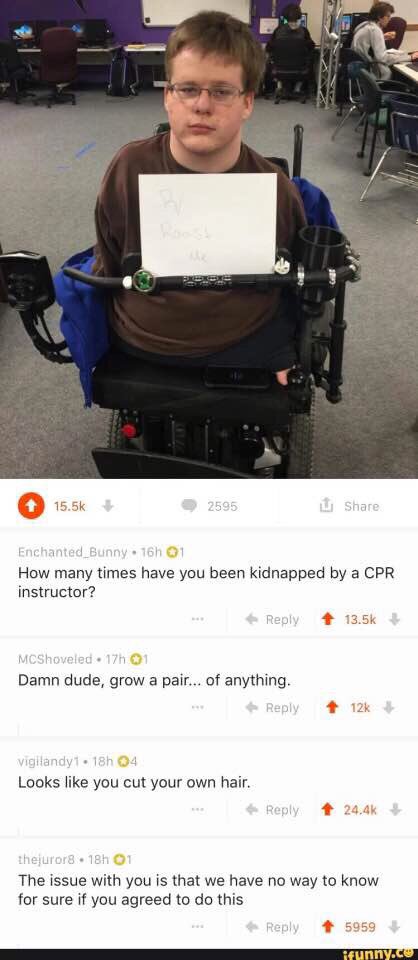 R/
Roast
Me
15.5k
2595
Share
Enchanted_Bunny • 16h 1
How many times have you been kidnapped by a CPR
instructor?
... Reply 13.5k
MCShoveled • 17h 1
Damn dude, grow a pair... of anything.
... Reply 12k
vigilandy1 • 18h 4
Looks like you cut your own hair.
... Reply 24.4k
thejuror8 • 18h 1
The issue with you is that we have no way to know
for sure if you agreed to do this
... Reply 5959
ifunny.co